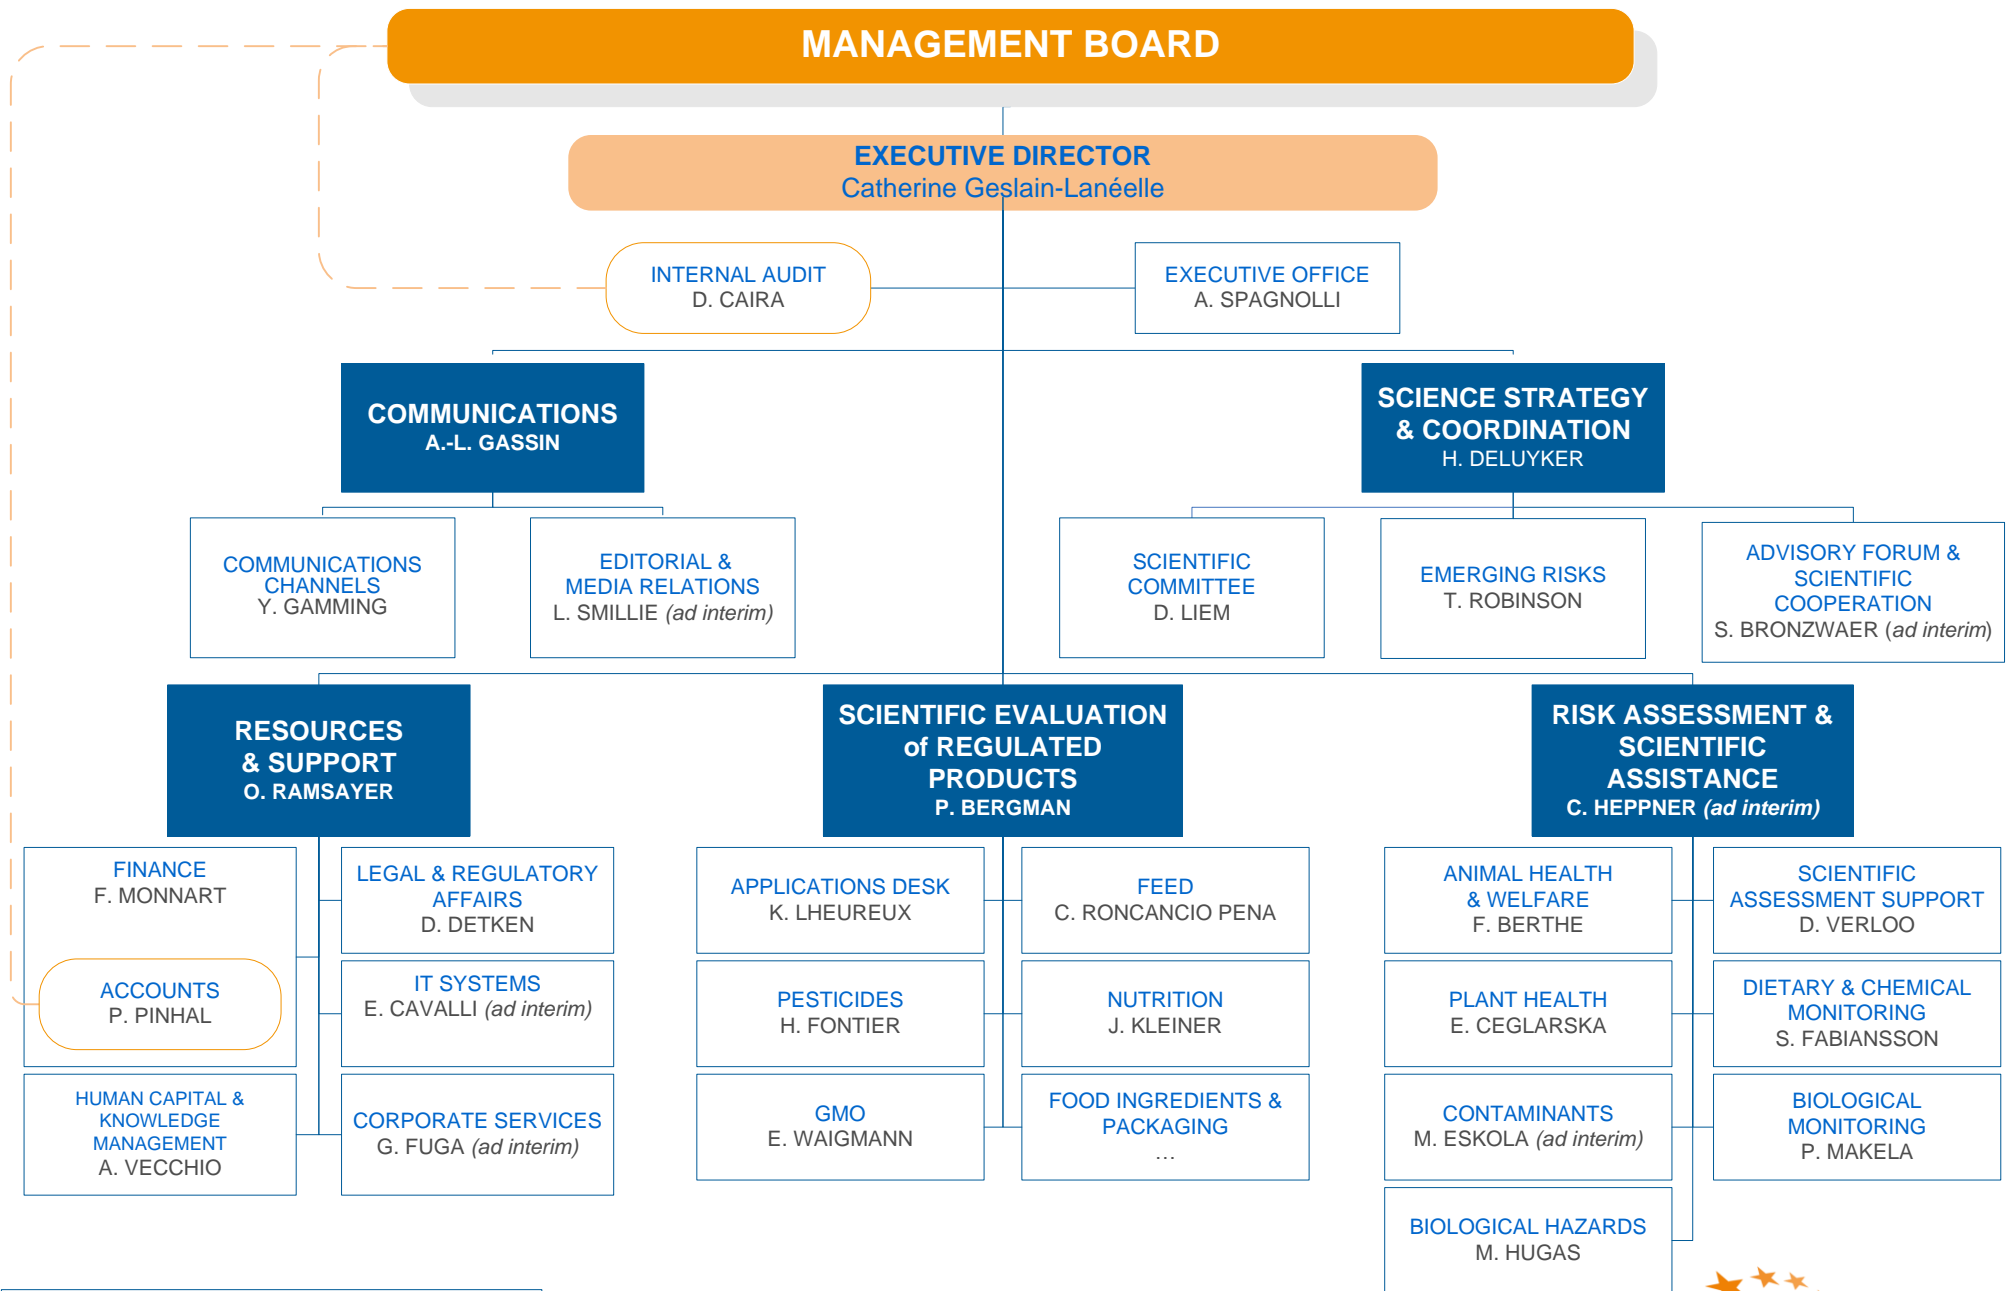 MANAGEMENT BOARD
EXECUTIVE DIRECTOR
Catherine Geslain-Lanéelle
INTERNAL AUDIT
D. CAIRA
EXECUTIVE OFFICE
A. SPAGNOLLI
COMMUNICATIONS
A.-L. GASSIN
SCIENCE STRATEGY
& COORDINATION
H. DELUYKER
COMMUNICATIONS
CHANNELS
Y. GAMMING
EDITORIAL &
MEDIA RELATIONS
L. SMILLIE (ad interim)
SCIENTIFIC
COMMITTEE
D. LIEM
EMERGING RISKS
T. ROBINSON
ADVISORY FORUM &
SCIENTIFIC
COOPERATION
S. BRONZWAER (ad interim)
RESOURCES
& SUPPORT
O. RAMSAYER
SCIENTIFIC EVALUATION
of REGULATED
PRODUCTS
P. BERGMAN
RISK ASSESSMENT &
SCIENTIFIC
ASSISTANCE
C. HEPPNER (ad interim)
FINANCE
F. MONNART
ACCOUNTS
P. PINHAL
LEGAL & REGULATORY
AFFAIRS
D. DETKEN
IT SYSTEMS
E. CAVALLI (ad interim)
HUMAN CAPITAL &
KNOWLEDGE
MANAGEMENT
A. VECCHIO
CORPORATE SERVICES
G. FUGA (ad interim)
APPLICATIONS DESK
K. LHEUREUX
FEED
C. RONCANCIO PENA
PESTICIDES
H. FONTIER
NUTRITION
J. KLEINER
GMO
E. WAIGMANN
FOOD INGREDIENTS &
PACKAGING
…
ANIMAL HEALTH
& WELFARE
F. BERTHE
SCIENTIFIC
ASSESSMENT SUPPORT
D. VERLOO
PLANT HEALTH
E. CEGLARSKA
DIETARY & CHEMICAL
MONITORING
S. FABIANSSON
CONTAMINANTS
M. ESKOLA (ad interim)
BIOLOGICAL
MONITORING
P. MAKELA
BIOLOGICAL HAZARDS
M. HUGAS